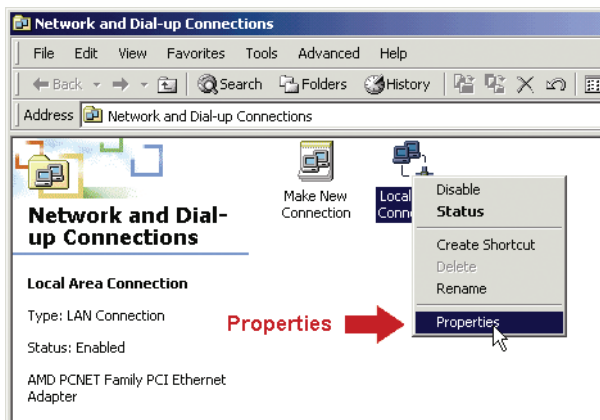 Network and Dial-up Connections
File Edit View Favorites Tools Advanced Help
Back Search Folders History
Address Network and Dial-up Connections
Network and Dial-
up Connections
Local Area Connection
Type: LAN Connection
Status: Enabled
AMD PCNET Family PCI Ethernet
Adapter
Make New
Connection
Local
Disable
Status
Create Shortcut
Delete
Rename
Properties
Properties